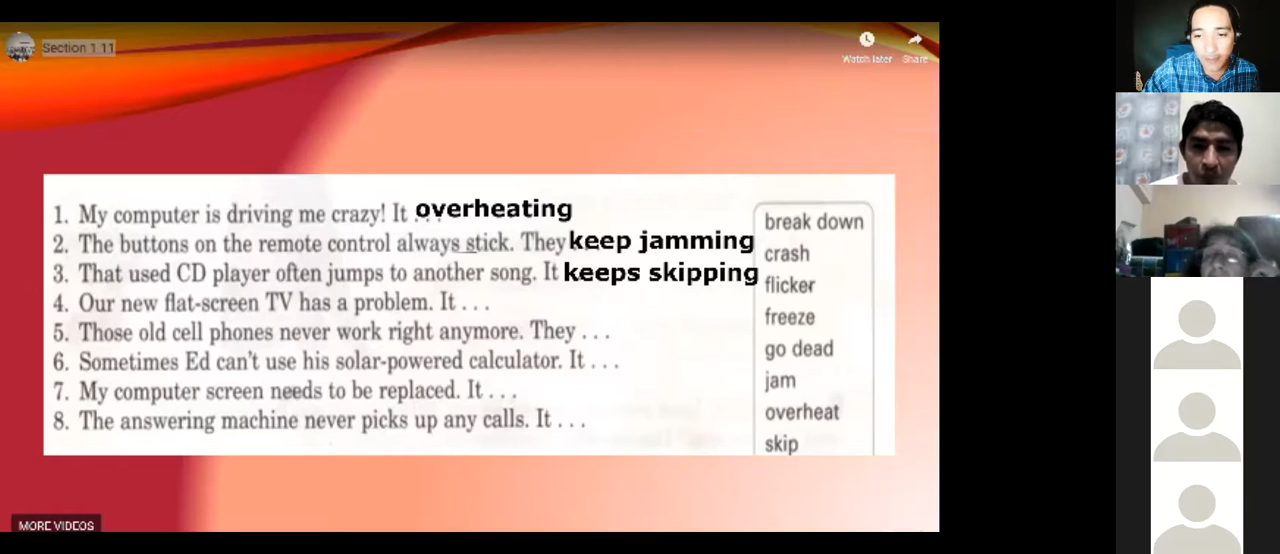 Section 1 11
Watch later Share
1. My computer is driving me crazy! It . . . overheating
2. The buttons on the remote control always stick. They keep jamming
3. That used CD player often jumps to another song. It keeps skipping
4. Our new flat-screen TV has a problem. It . . .
5. Those old cell phones never work right anymore. They . . .
6. Sometimes Ed can't use his solar-powered calculator. It . . .
7. My computer screen needs to be replaced. It . . .
8. The answering machine never picks up any calls. It . . .
break down
crash
flicker
freeze
go dead
jam
overheat
skip
MORE VIDEOS